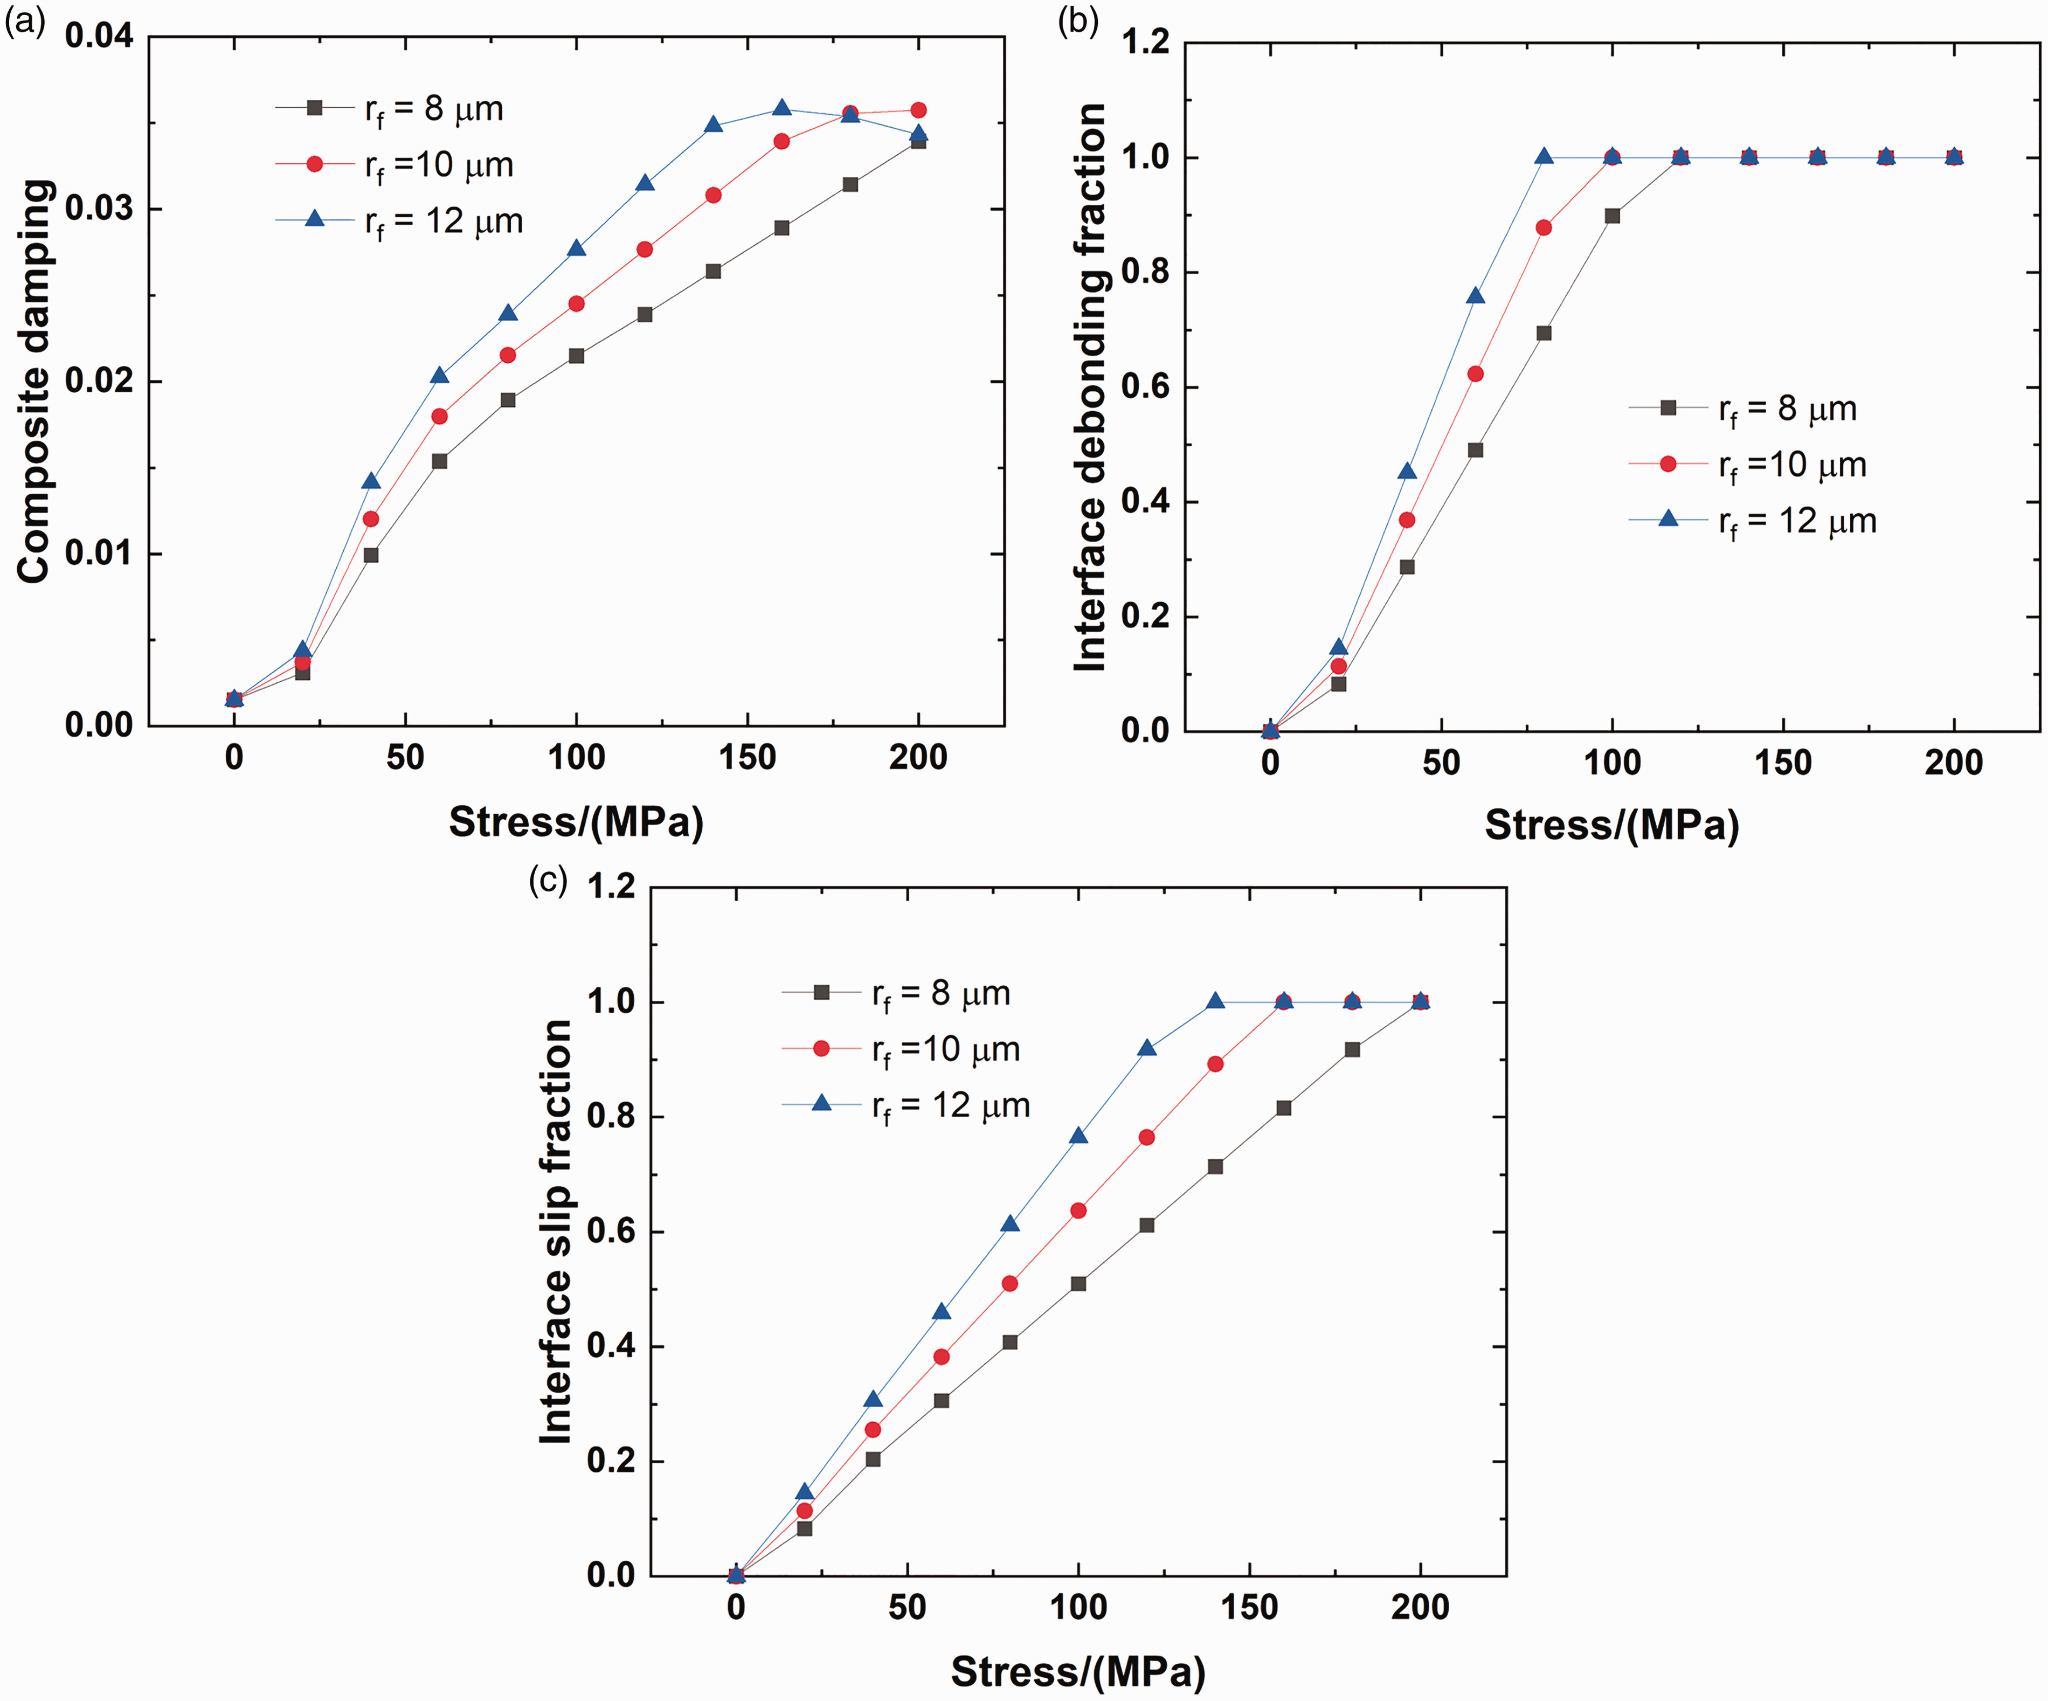 (a)
0.04
0.03
0.02
0.01
0.00
Composite damping
r_f = 8 μm
r_f =10 μm
r_f = 12 μm
0 50 100 150 200
Stress/(MPa)
(b)
1.2
1.0
0.8
0.6
0.4
0.2
0.0
Interface debonding fraction
r_f = 8 μm
r_f =10 μm
r_f = 12 μm
0 50 100 150 200
Stress/(MPa)
(c)
1.2
1.0
0.8
0.6
0.4
0.2
0.0
Interface slip fraction
r_f = 8 μm
r_f =10 μm
r_f = 12 μm
0 50 100 150 200
Stress/(MPa)